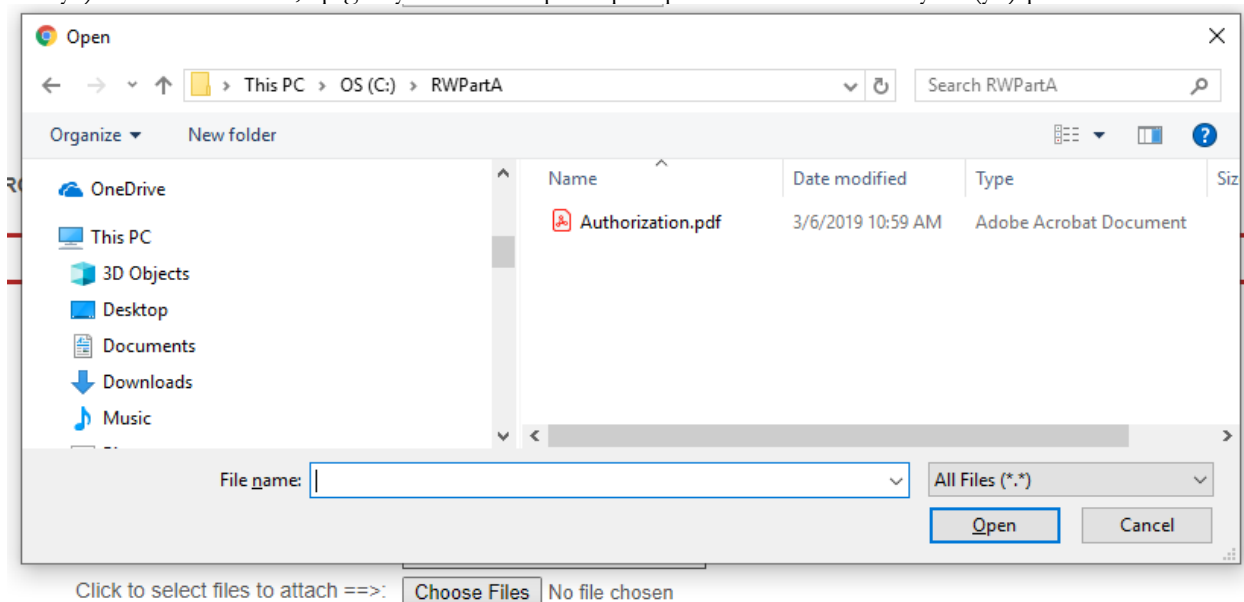 Open
This PC > OS (C:) > RWPartA
Search RWPartA
Organize
New folder
OneDrive
This PC
3D Objects
Desktop
Documents
Downloads
Music
Name Date modified Type Siz
Authorization.pdf 3/6/2019 10:59 AM Adobe Acrobat Document
File name:
All Files (*.*)
Open Cancel
Click to select files to attach ==>: Choose Files No file chosen